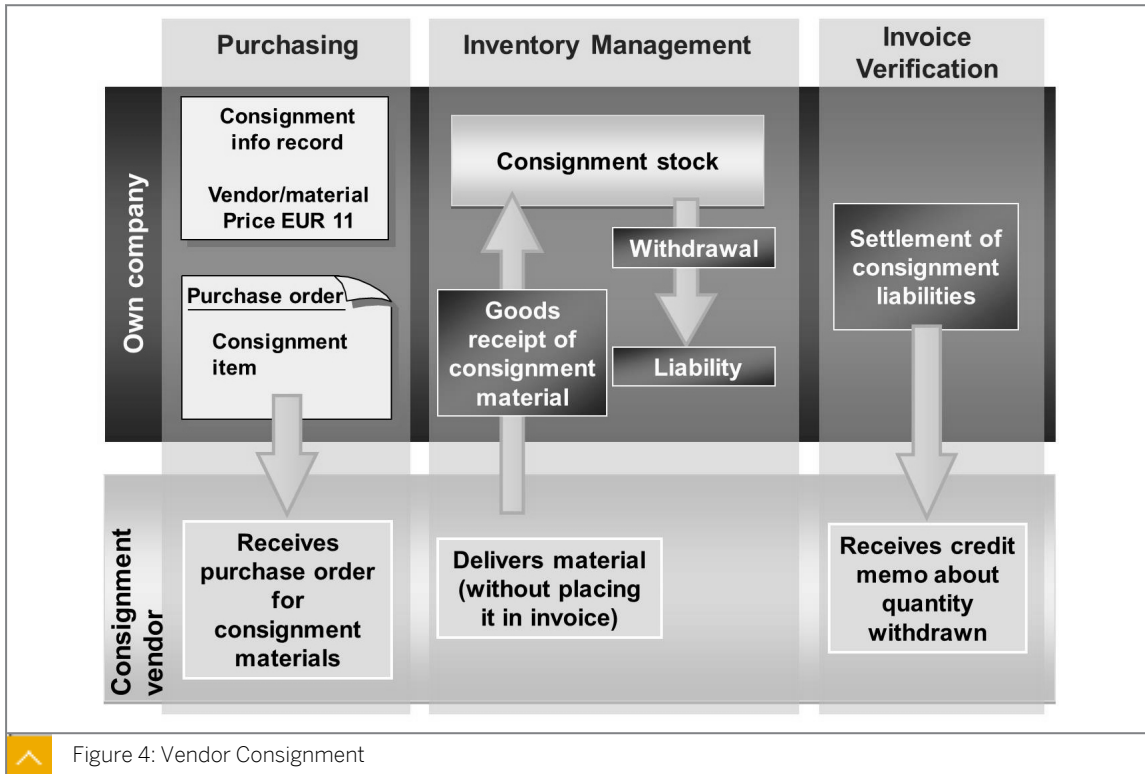 Purchasing
Inventory Management
Invoice
Verification
Own company
Consignment
info record
Vendor/material
Price EUR 11
Purchase order
Consignment
item
Consignment stock
Goods
receipt of
consignment
material
Withdrawal
Liability
Settlement of
consignment
liabilities
Consignment
vendor
Receives
purchase order
for
consignment
materials
Delivers material
(without placing
it in invoice)
Receives credit
memo about
quantity
withdrawn
Figure 4: Vendor Consignment